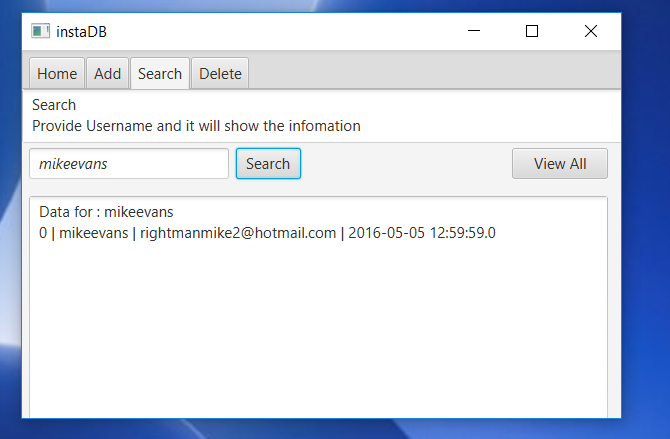 instaDB
Home Add Search Delete
Search
Provide Username and it will show the infomation
mikeevans Search View All
Data for : mikeevans
0 | mikeevans | rightmanmike2@hotmail.com | 2016-05-05 12:59:59.0